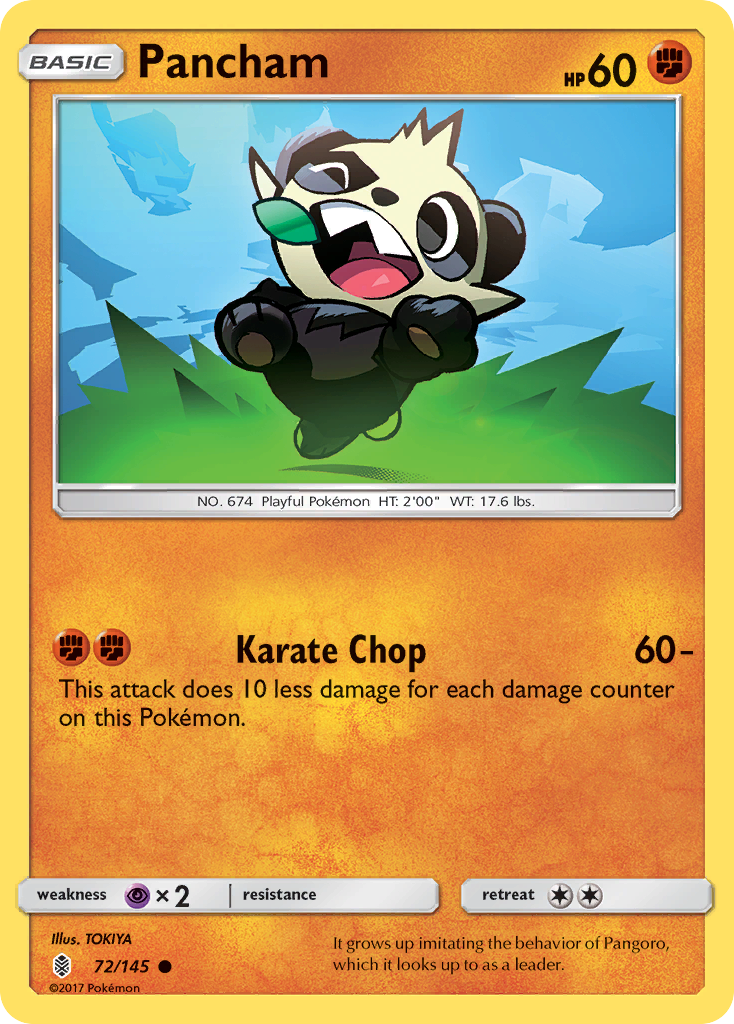 BASIC Pancham HP 60
NO. 674 Playful Pokémon HT: 2'00" WT: 17.6 lbs.
Karate Chop 60-
This attack does 10 less damage for each damage counter
on this Pokémon.
weakness ×2 resistance retreat
Illus. TOKIYA
72/145
©2017 Pokémon
It grows up imitating the behavior of Pangoro,
which it looks up to as a leader.